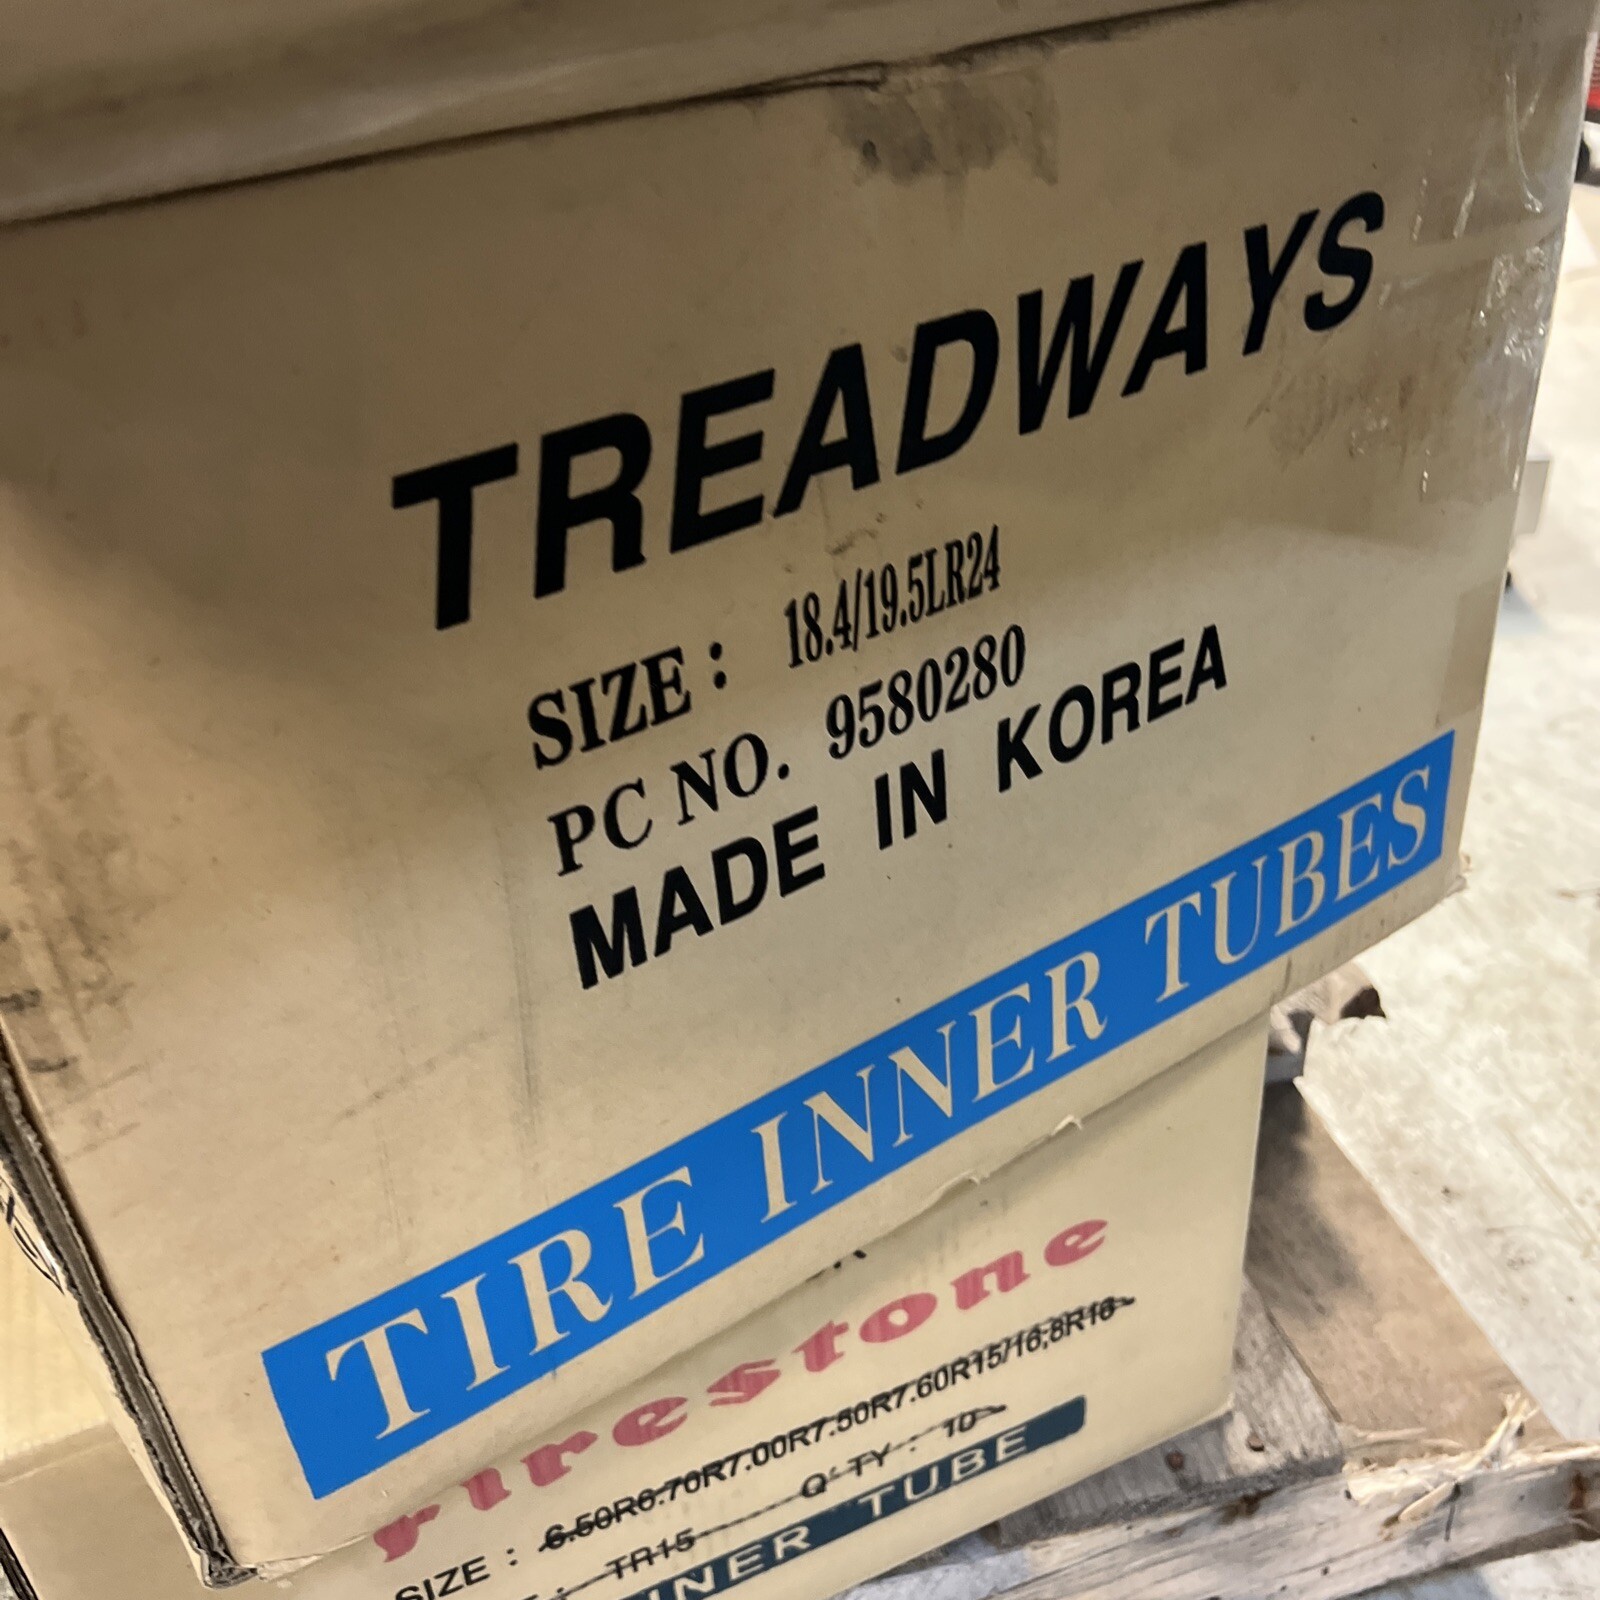 TREADWAYS
SIZE : 18.4/19.5LR24
PC NO. 9580280
MADE IN KOREA
TIRE INNER TUBES
Firestone
SIZE : 6.50R6.70R7.00R7.50R7.60R15/16,8R16
: TR15 Q'TY : 10
INNER TUBE